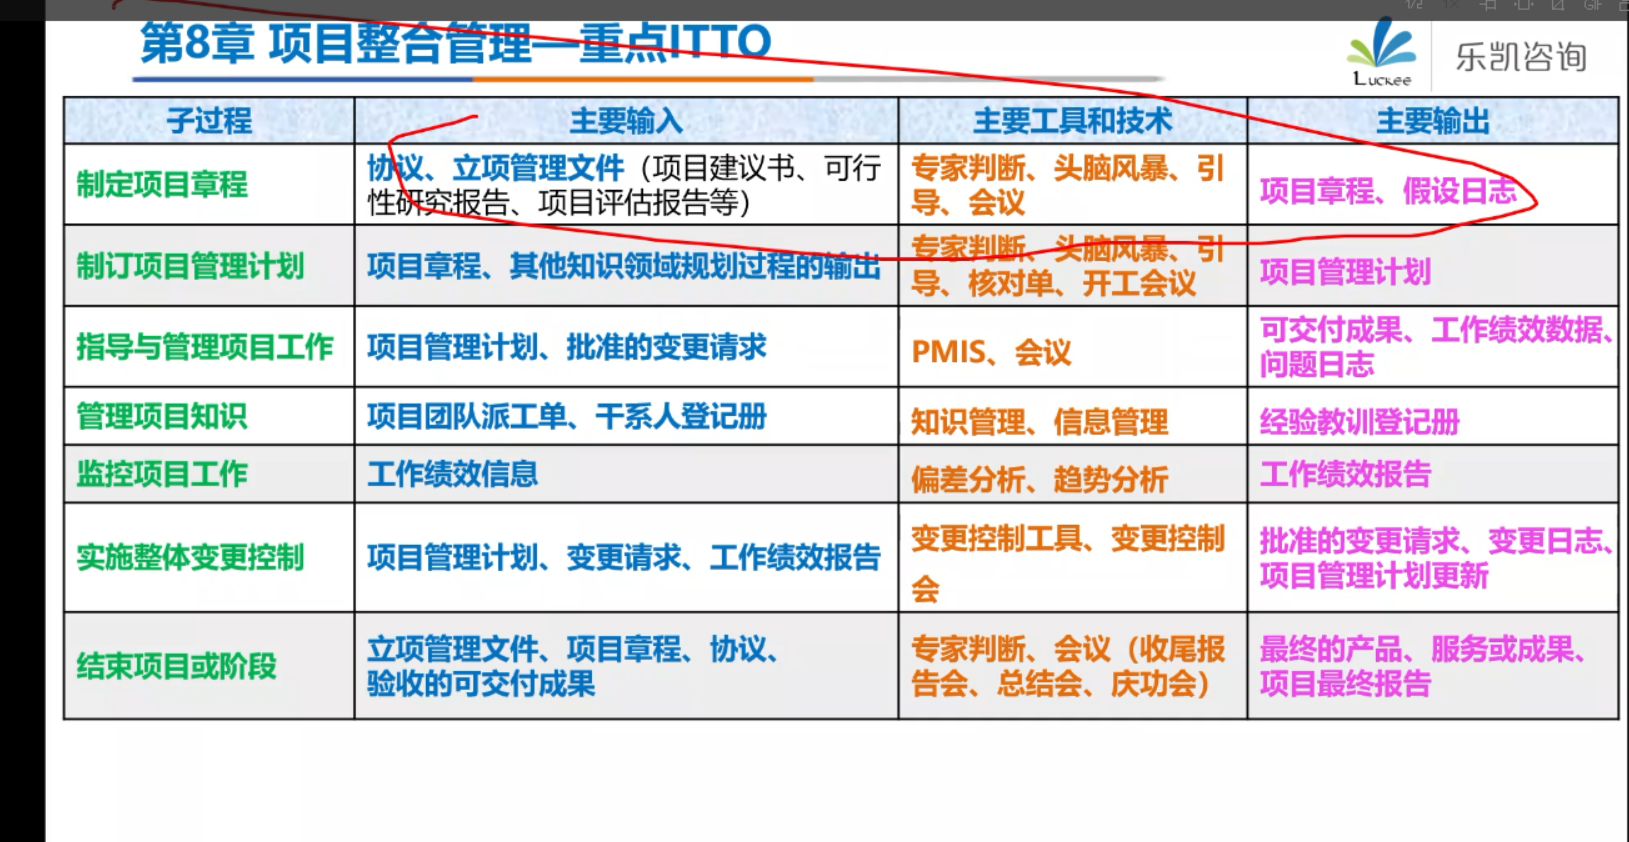 第8章 项目整合管理—重点ITTO
Luckee
乐凯咨询
子过程
主要输入
主要工具和技术
主要输出
制定项目章程
协议、立项管理文件（项目建议书、可行
性研究报告、项目评估报告等）
专家判断、头脑风暴、引
导、会议
项目章程、假设日志
制订项目管理计划
项目章程、其他知识领域规划过程的输出
专家判断、头脑风暴、引
导、核对单、开工会议
项目管理计划
指导与管理项目工作
项目管理计划、批准的变更请求
PMIS、会议
可交付成果、工作绩效数据、
问题日志
管理项目知识
项目团队派工单、干系人登记册
知识管理、信息管理
经验教训登记册
监控项目工作
工作绩效信息
偏差分析、趋势分析
工作绩效报告
实施整体变更控制
项目管理计划、变更请求、工作绩效报告
变更控制工具、变更控制
会
批准的变更请求、变更日志、
项目管理计划更新
结束项目或阶段
立项管理文件、项目章程、协议、
验收的可交付成果
专家判断、会议（收尾报
告会、总结会、庆功会）
最终的产品、服务或成果、
项目最终报告